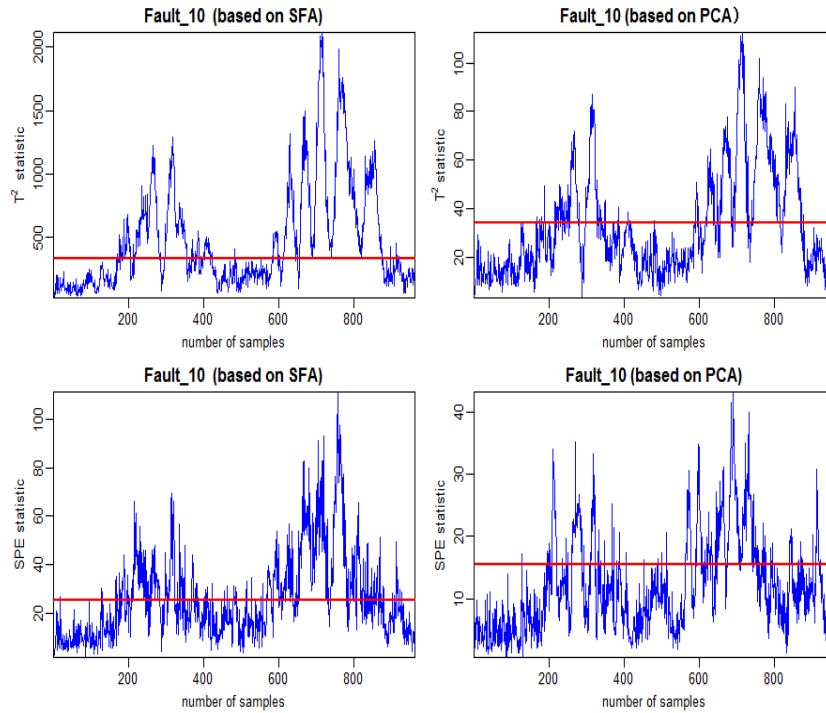 Fault_10 (based on SFA)
T² statistic
500
1000
1500
2000
200
400
600
800
number of samples
Fault_10 (based on PCA）
T² statistic
20
40
60
80
100
200
400
600
800
number of samples
Fault_10 (based on SFA)
SPE statistic
20
40
60
80
100
200
400
600
800
number of samples
Fault_10 (based on PCA)
SPE statistic
10
20
30
40
200
400
600
800
number of samples